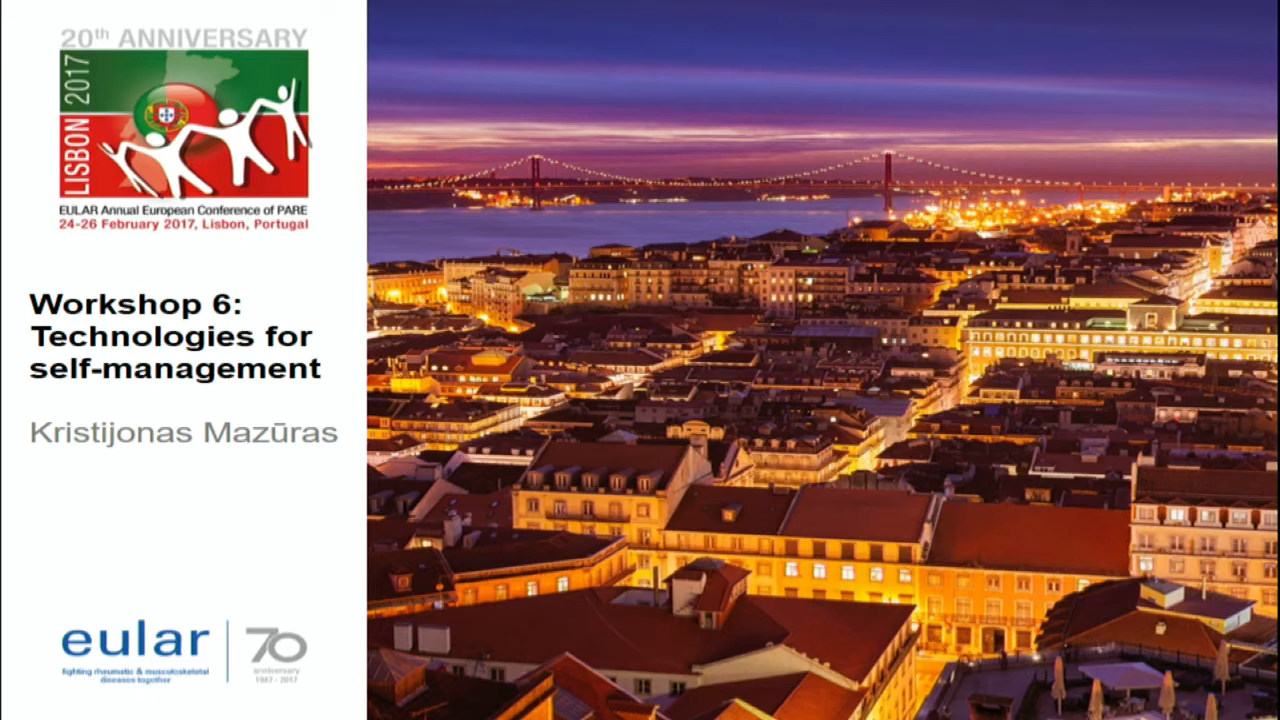 20th ANNIVERSARY
LISBON 2017
EULAR Annual European Conference of PARE
24-26 February 2017, Lisbon, Portugal
Workshop 6:
Technologies for
self-management
Kristijonas Mazūras
eular
fighting rheumatic & musculoskeletal
diseases together
70
anniversary
1947 - 2017